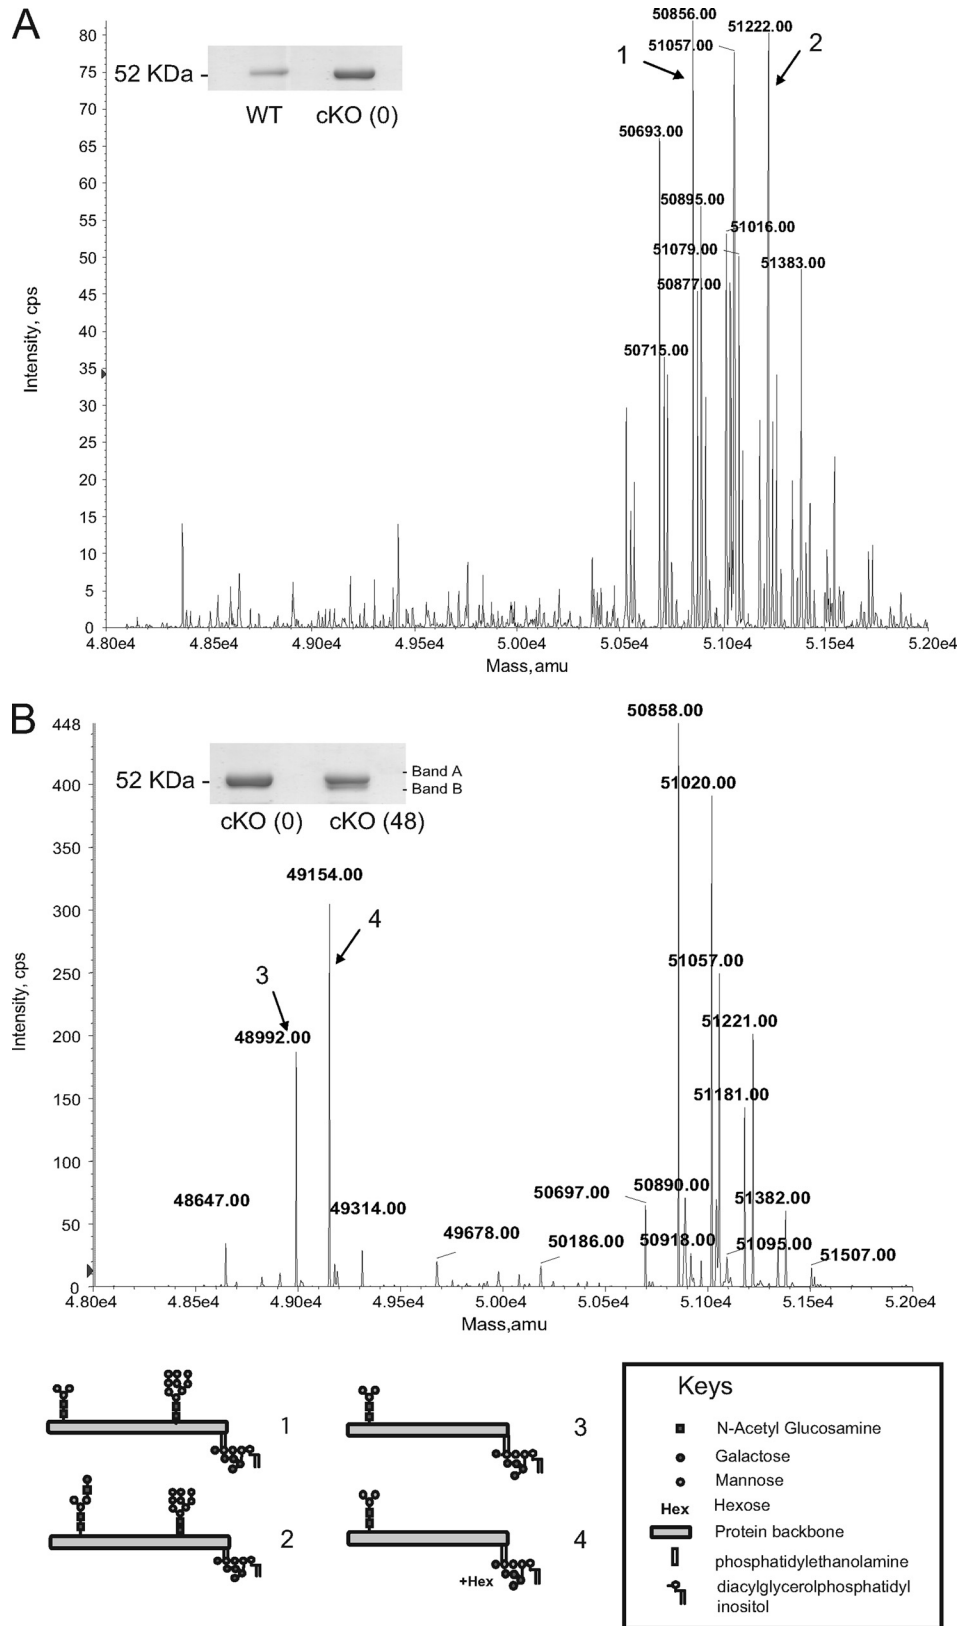 A
50856.00
51222.00
51057.00
1
2
52 KDa -
WT cKO (0)
50693.00
50895.00
51016.00
51079.00
51383.00
50877.00
50715.00
Intensity, cps
80
75
70
65
60
55
50
45
40
35
30
25
20
15
10
5
0
4.80e4 4.85e4 4.90e4 4.95e4 5.00e4 5.05e4 5.10e4 5.15e4 5.20e4
Mass, amu
B
448
400
350
300
250
200
150
100
50
0
Intensity, cps
50858.00
52 KDa -
- Band A
- Band B
cKO (0) cKO (48)
51020.00
49154.00
4
3
51057.00
48992.00
51221.00
51181.00
48647.00
49314.00
50697.00
50890.00
51382.00
49678.00
50186.00
50918.00
51095.00
51507.00
4.80e4 4.85e4 4.90e4 4.95e4 5.00e4 5.05e4 5.10e4 5.15e4 5.20e4
Mass,amu
1
3
2
4
+Hex
Keys
N-Acetyl Glucosamine
Galactose
Mannose
Hex Hexose
Protein backbone
phosphatidylethanolamine
diacylglycerolphosphatidyl
inositol